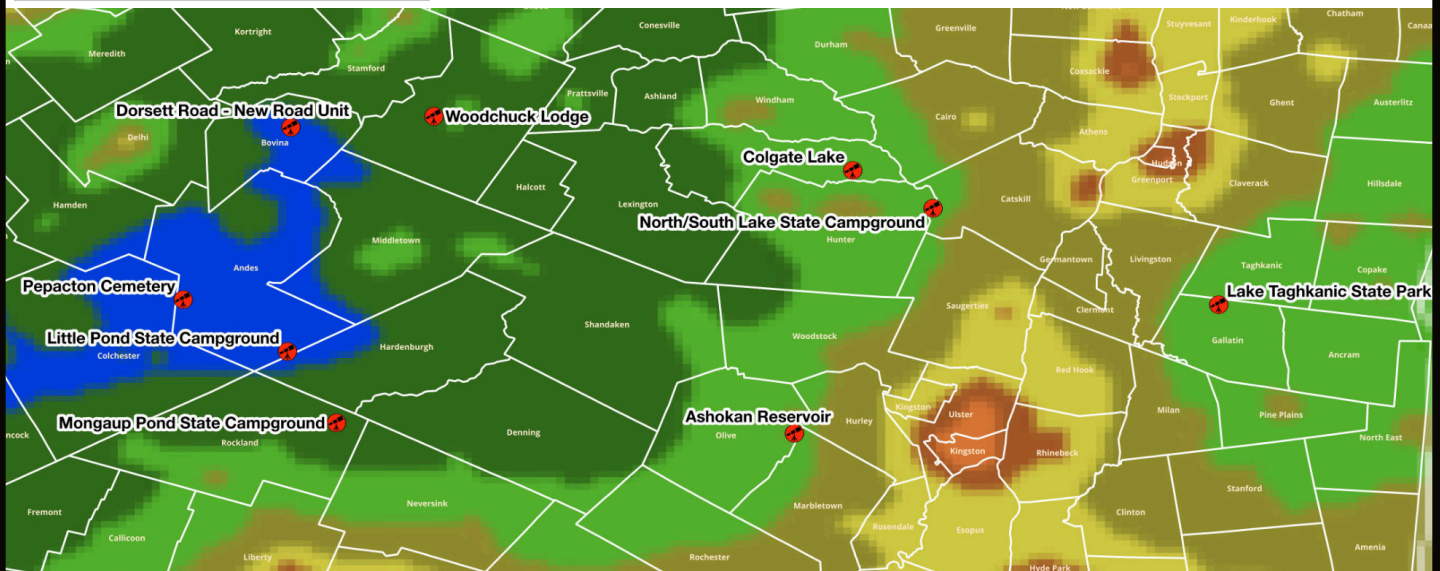 Conesville
Kortright
Meredith
Stamford
Durham
Greenville
Stuyvesant
Kinderhook
Chatham
Coxsackie
Prattsville
Ashland
Windham
Stockport
Ghent
Austerlitz
Dorsett Road - New Road Unit
Woodchuck Lodge
Cairo
Athens
Delhi
Bovina
Colgate Lake
Hudson
Greenport
Claverack
Hillsdale
Halcott
Lexington
Catskill
Hamden
North/South Lake State Campground
Hunter
Middletown
Andes
Germantown
Livingston
Taghkanic
Copake
Pepacton Cemetery
Lake Taghkanic State Park
Saugerties
Clermont
Shandaken
Little Pond State Campground
Colchester
Hardenburgh
Woodstock
Gallatin
Ancram
Red Hook
Kingston
Ulster
Milan
Pine Plains
Ashokan Reservoir
Olive
Hurley
Mongaup Pond State Campground
Rockland
Denning
North East
Kingston
Rhinebeck
Stanford
Fremont
Neversink
Marbletown
Clinton
Rosendale
Esopus
Callicoon
Liberty
Rochester
Amenia
Hyde Park